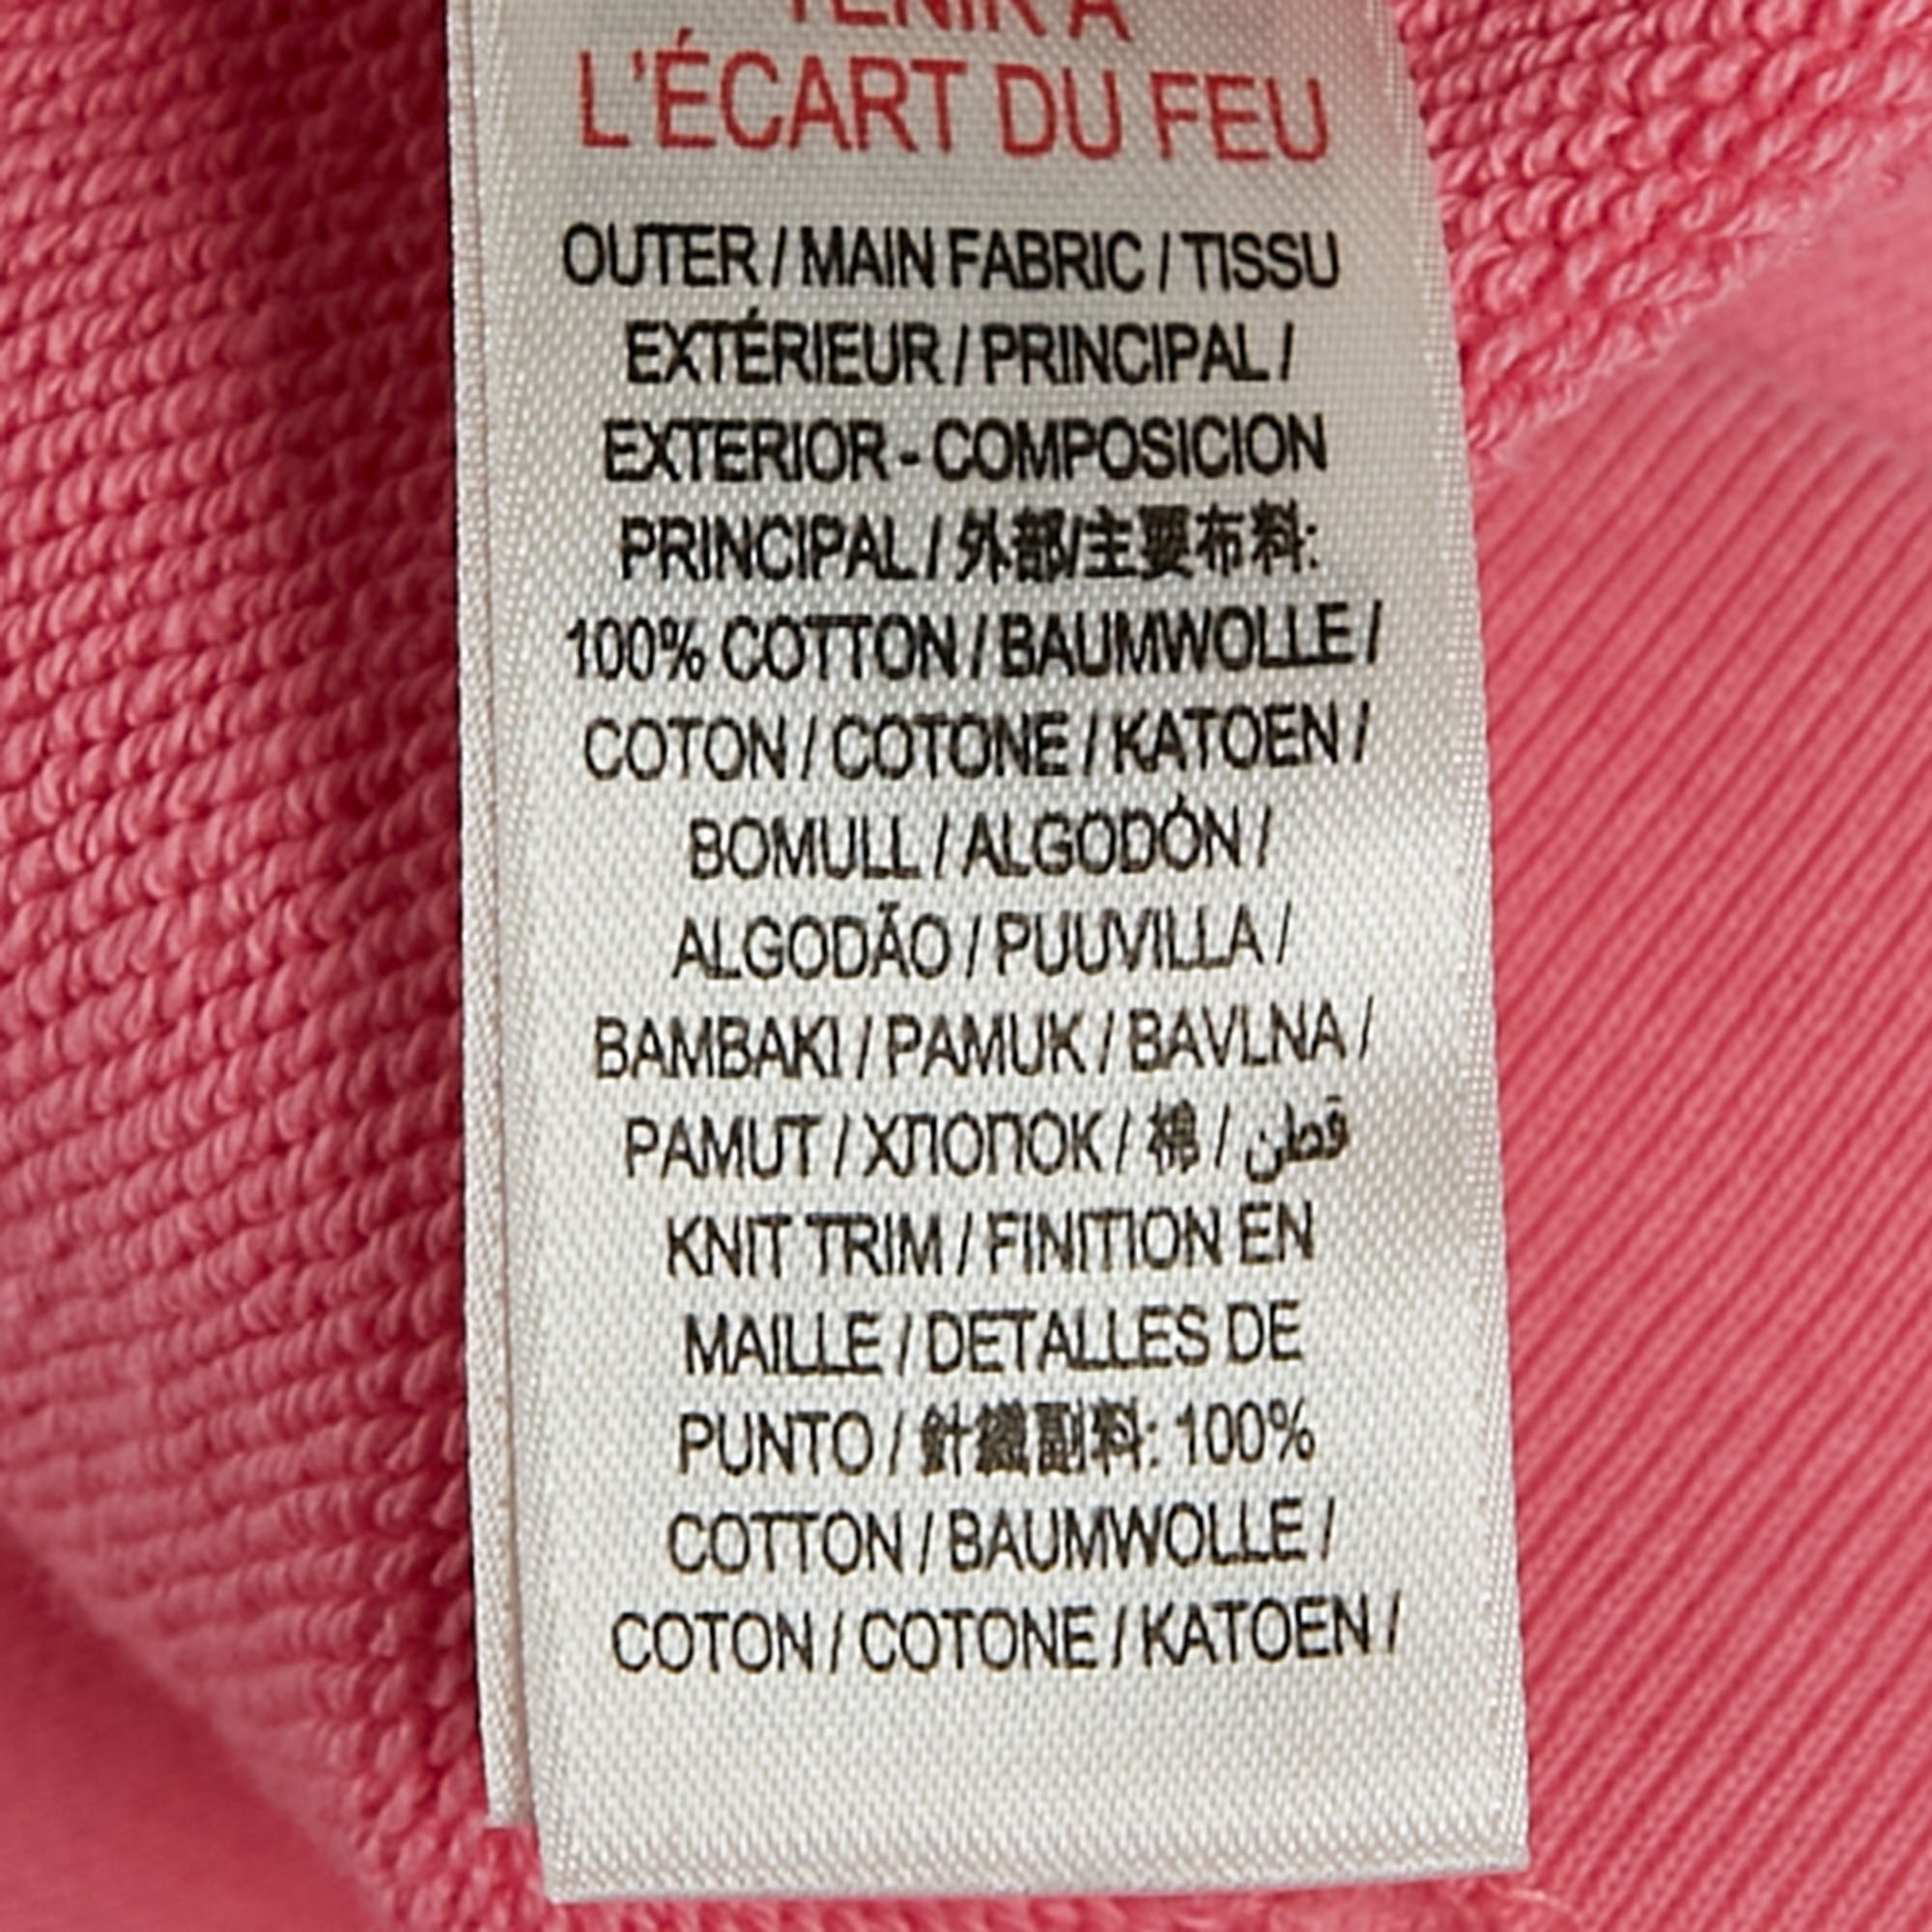 TENIR À
L'ÉCART DU FEU
OUTER / MAIN FABRIC / TISSU
EXTÉRIEUR / PRINCIPAL /
EXTERIOR - COMPOSICION
PRINCIPAL / 外部/主要布料:
100% COTTON / BAUMWOLLE /
COTON / COTONE / KATOEN /
BOMULL / ALGODÓN /
ALGODÃO / PUUVILLA /
BAMBAKI / PAMUK / BAVLNA /
PAMUT / ХЛОПОК / 棉 / قطن
KNIT TRIM / FINITION EN
MAILLE / DETALLES DE
PUNTO / 針織副料: 100%
COTTON / BAUMWOLLE /
COTON / COTONE / KATOEN /